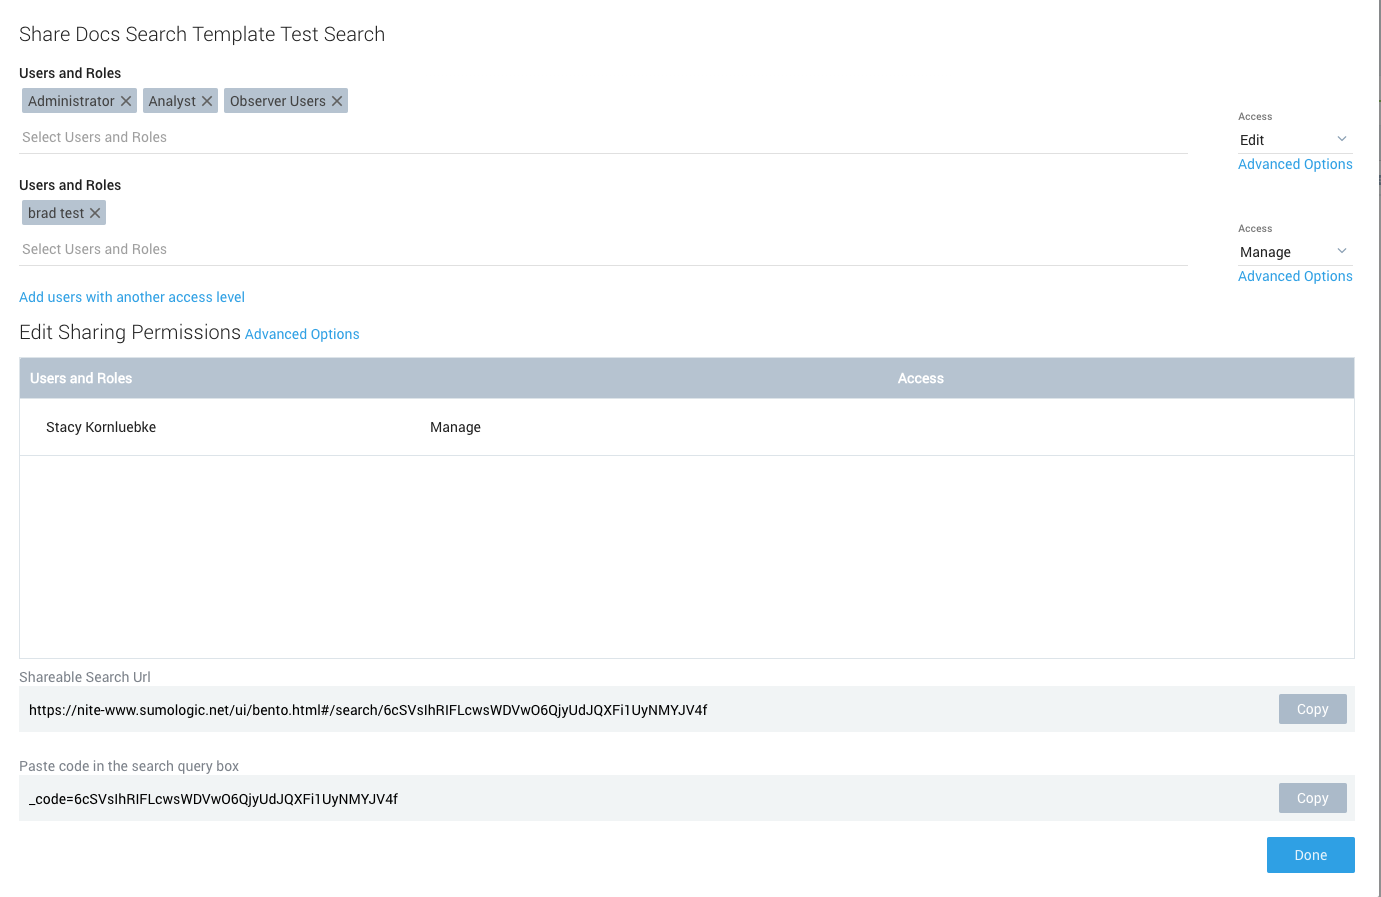 Share Docs Search Template Test Search
Users and Roles
Administrator
Analyst
Observer Users
Select Users and Roles
Access
Edit
Advanced Options
Users and Roles
brad test
Select Users and Roles
Access
Manage
Advanced Options
Add users with another access level
Edit Sharing Permissions Advanced Options
Users and Roles Access
Stacy Kornluebke Manage
Shareable Search Url
https://nite-www.sumologic.net/ui/bento.html#/search/6cSVsIhRIFLcwsWDVwO6QjyUdJQXFi1UyNMYJV4f
Copy
Paste code in the search query box
_code=6cSVsIhRIFLcwsWDVwO6QjyUdJQXFi1UyNMYJV4f
Copy
Done